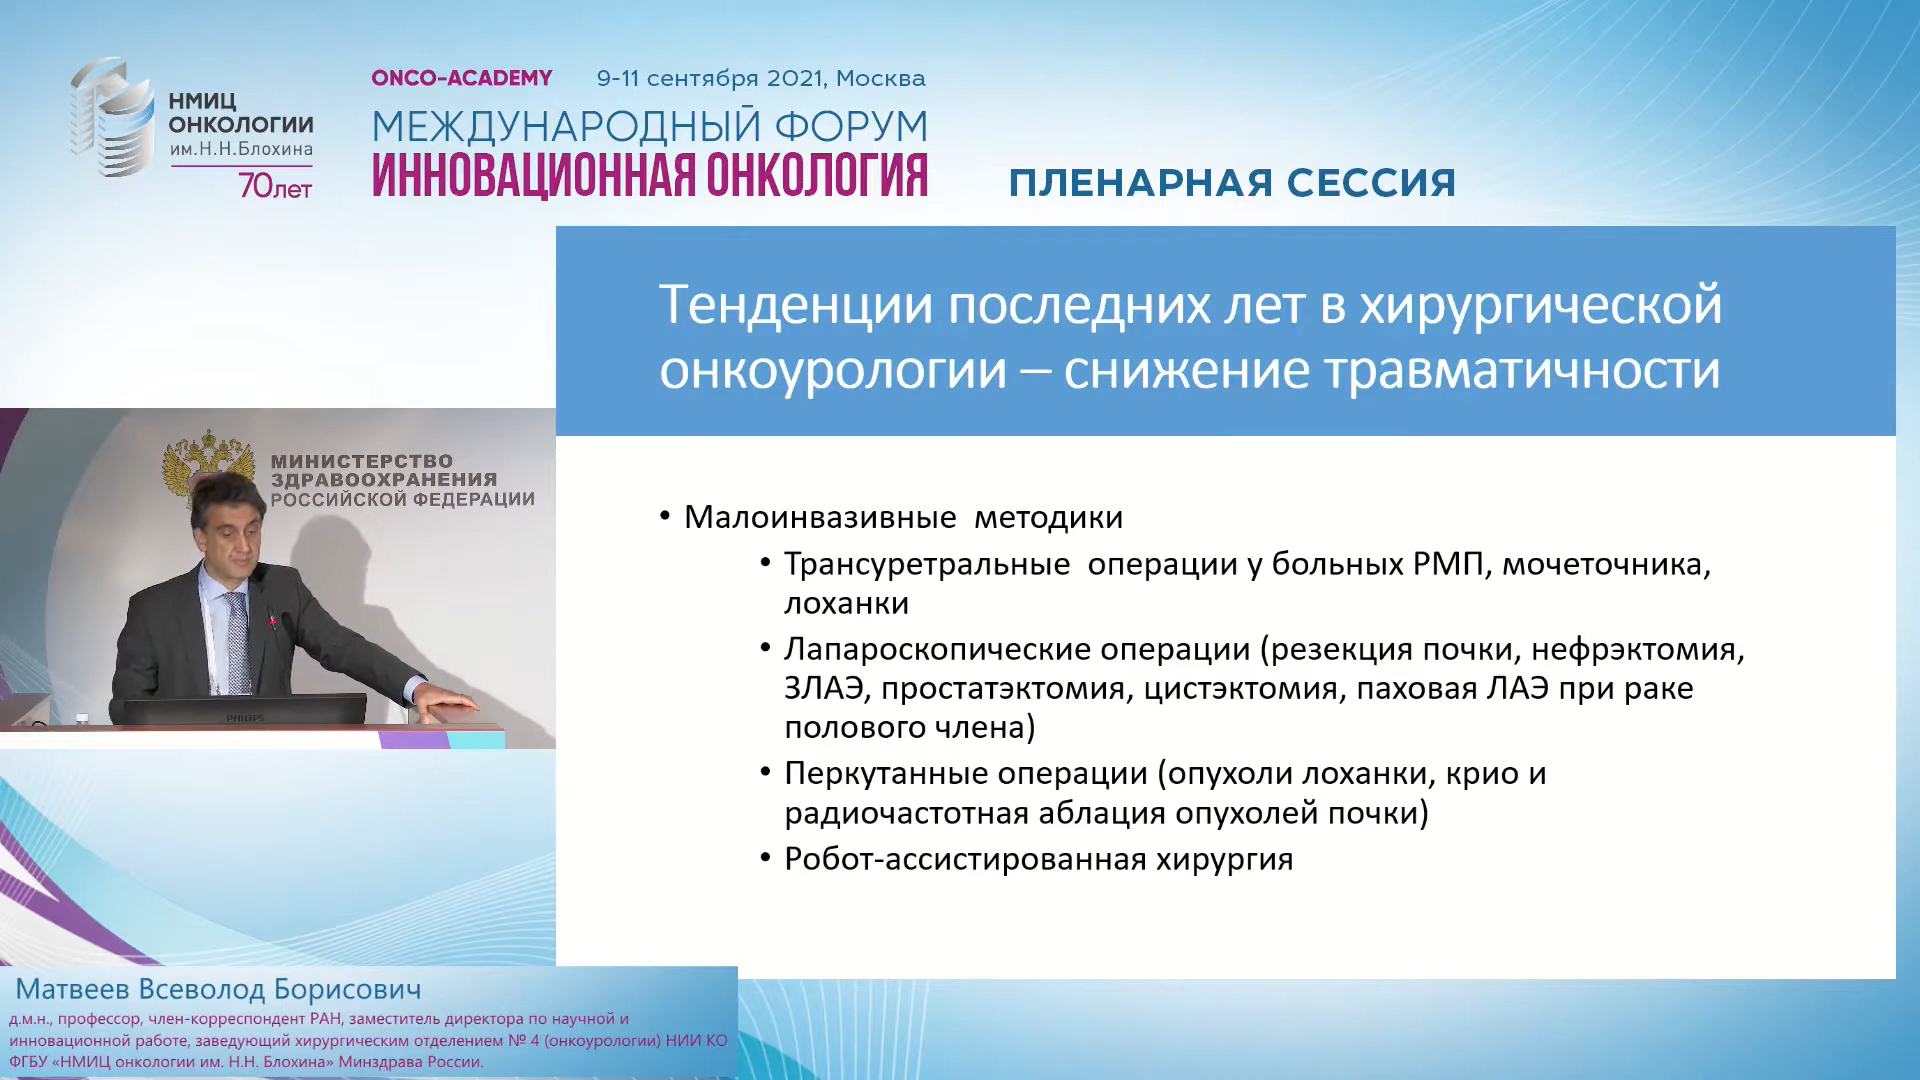 НМИЦ
ОНКОЛОГИИ
им.Н.Н.Блохина
70лет
ONCO-ACADEMY 9-11 сентября 2021, Москва
МЕЖДУНАРОДНЫЙ ФОРУМ
ИННОВАЦИОННАЯ ОНКОЛОГИЯ
ПЛЕНАРНАЯ СЕССИЯ
Тенденции последних лет в хирургической
онкоурологии – снижение травматичности
МИНИСТЕРСТВО
ЗДРАВООХРАНЕНИЯ
РОССИЙСКОЙ ФЕДЕРАЦИИ
PHILIPS
• Малоинвазивные методики
• Трансуретральные операции у больных РМП, мочеточника,
лоханки
• Лапароскопические операции (резекция почки, нефрэктомия,
ЗЛАЭ, простатэктомия, цистэктомия, паховая ЛАЭ при раке
полового члена)
• Перкутанные операции (опухоли лоханки, крио и
радиочастотная аблация опухолей почки)
• Робот-ассистированная хирургия
Матвеев Всеволод Борисович
д.м.н., профессор, член-корреспондент РАН, заместитель директора по научной и
инновационной работе, заведующий хирургическим отделением № 4 (онкоурологии) НИИ КО
ФГБУ «НМИЦ онкологии им. Н.Н. Блохина» Минздрава России.